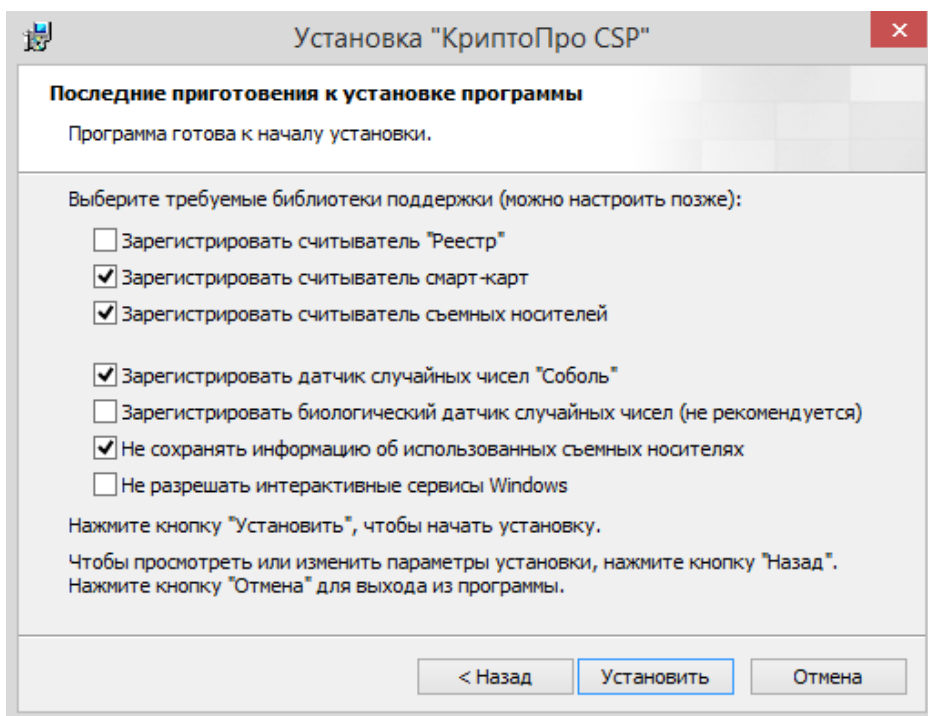 Установка "КриптоПро CSP"
Последние приготовения к установке программы
Программа готова к началу установки.
Выберите требуемые библиотеки поддержки (можно настроить позже):
Зарегистрировать считыватель "Реестр"
Зарегистрировать считыватель смарт-карт
Зарегистрировать считыватель съемных носителей
Зарегистрировать датчик случайных чисел "Соболь"
Зарегистрировать биологический датчик случайных чисел (не рекомендуется)
Не сохранять информацию об использованных съемных носителях
Не разрешать интерактивные сервисы Windows
Нажмите кнопку "Установить", чтобы начать установку.
Чтобы просмотреть или изменить параметры установки, нажмите кнопку "Назад".
Нажмите кнопку "Отмена" для выхода из программы.
< Назад Установить Отмена